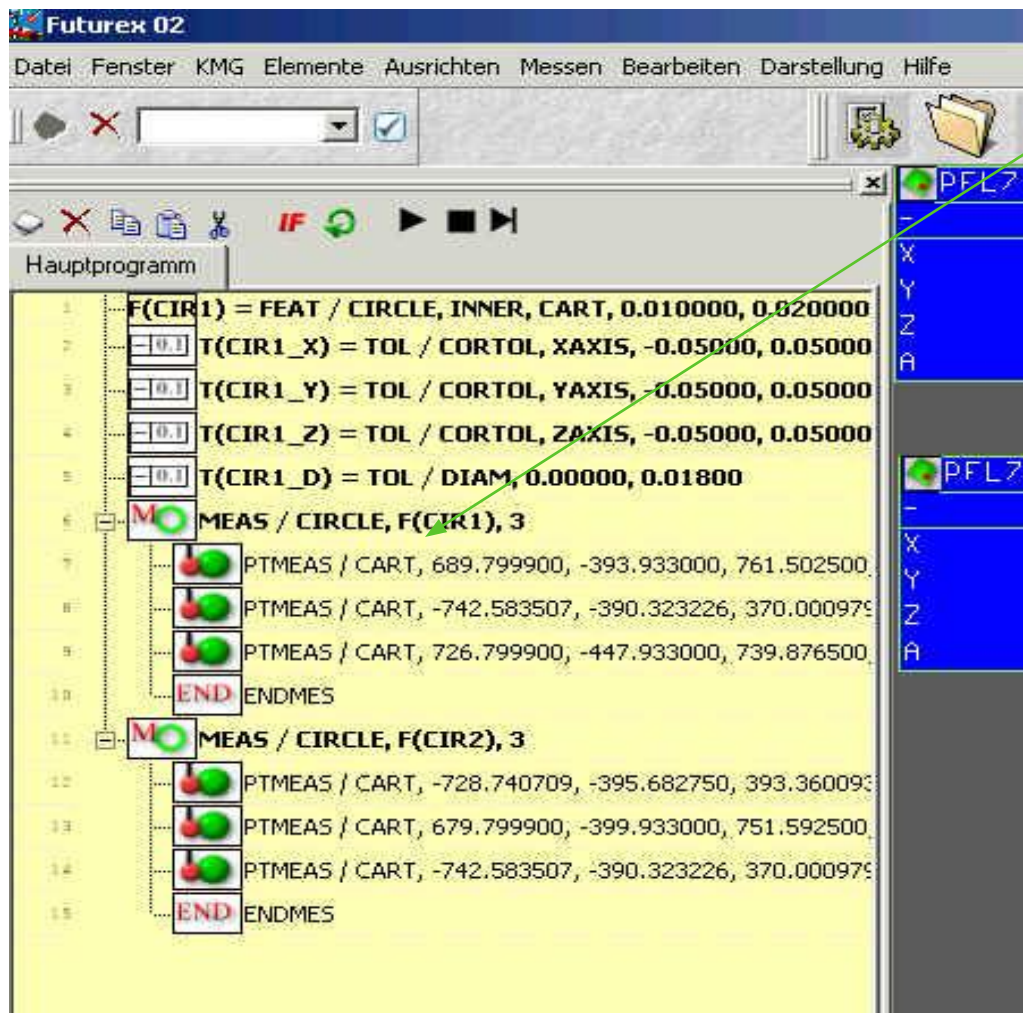 Futurex 02
Datei Fenster KMG Elemente Ausrichten Messen Bearbeiten Darstellung Hilfe
IF
Hauptprogramm
1 F(CIR1) = FEAT / CIRCLE, INNER, CART, 0.010000, 0.020000
2 0.1 T(CIR1_X) = TOL / CORTOL, XAXIS, -0.05000, 0.05000
3 0.1 T(CIR1_Y) = TOL / CORTOL, YAXIS, -0.05000, 0.05000
4 0.1 T(CIR1_Z) = TOL / CORTOL, ZAXIS, -0.05000, 0.05000
5 0.1 T(CIR1_D) = TOL / DIAM, 0.00000, 0.01800
6 M MEAS / CIRCLE, F(CIR1), 3
7 PTMEAS / CART, 689.799900, -393.933000, 761.502500,
8 PTMEAS / CART, -742.583507, -390.323226, 370.000979
9 PTMEAS / CART, 726.799900, -447.933000, 739.876500,
10 END ENDMES
11 M MEAS / CIRCLE, F(CIR2), 3
12 PTMEAS / CART, -728.740709, -395.682750, 393.360093
13 PTMEAS / CART, 679.799900, -399.933000, 751.592500,
14 PTMEAS / CART, -742.583507, -390.323226, 370.000979
15 END ENDMES
PFL7
-
X
Y
Z
A
PFL7
-
X
Y
Z
A